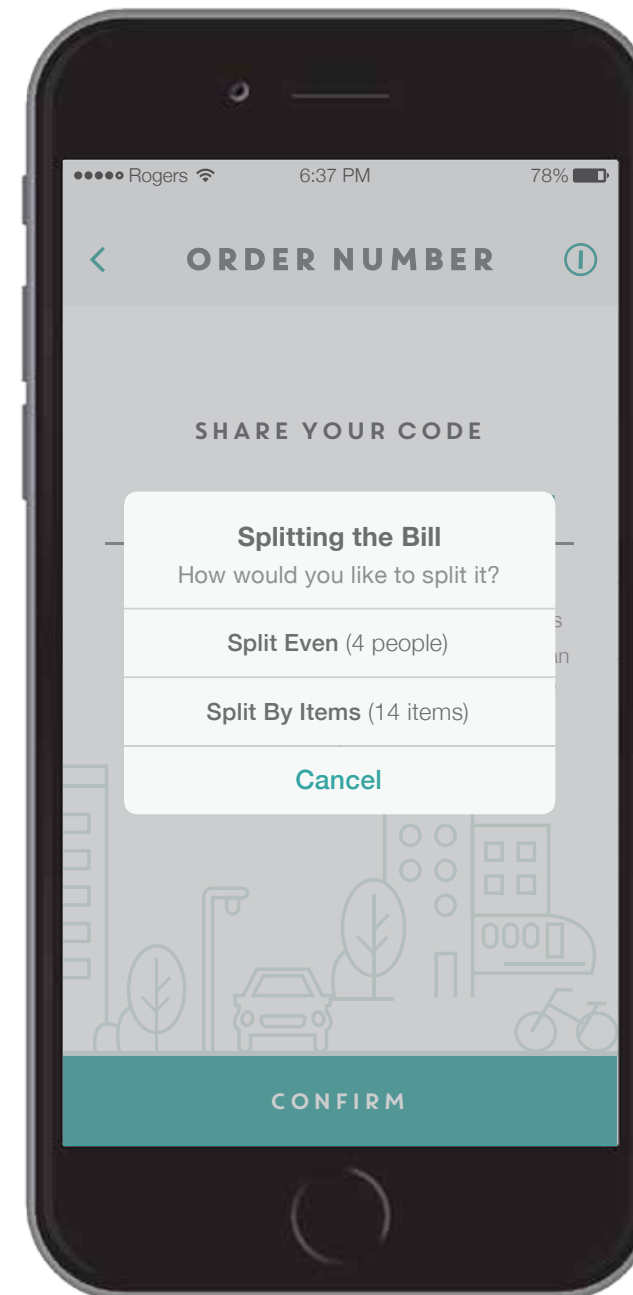 Rogers 6:37 PM 78%
ORDER NUMBER
SHARE YOUR CODE
Splitting the Bill
How would you like to split it?
Split Even (4 people)
Split By Items (14 items)
Cancel
CONFIRM